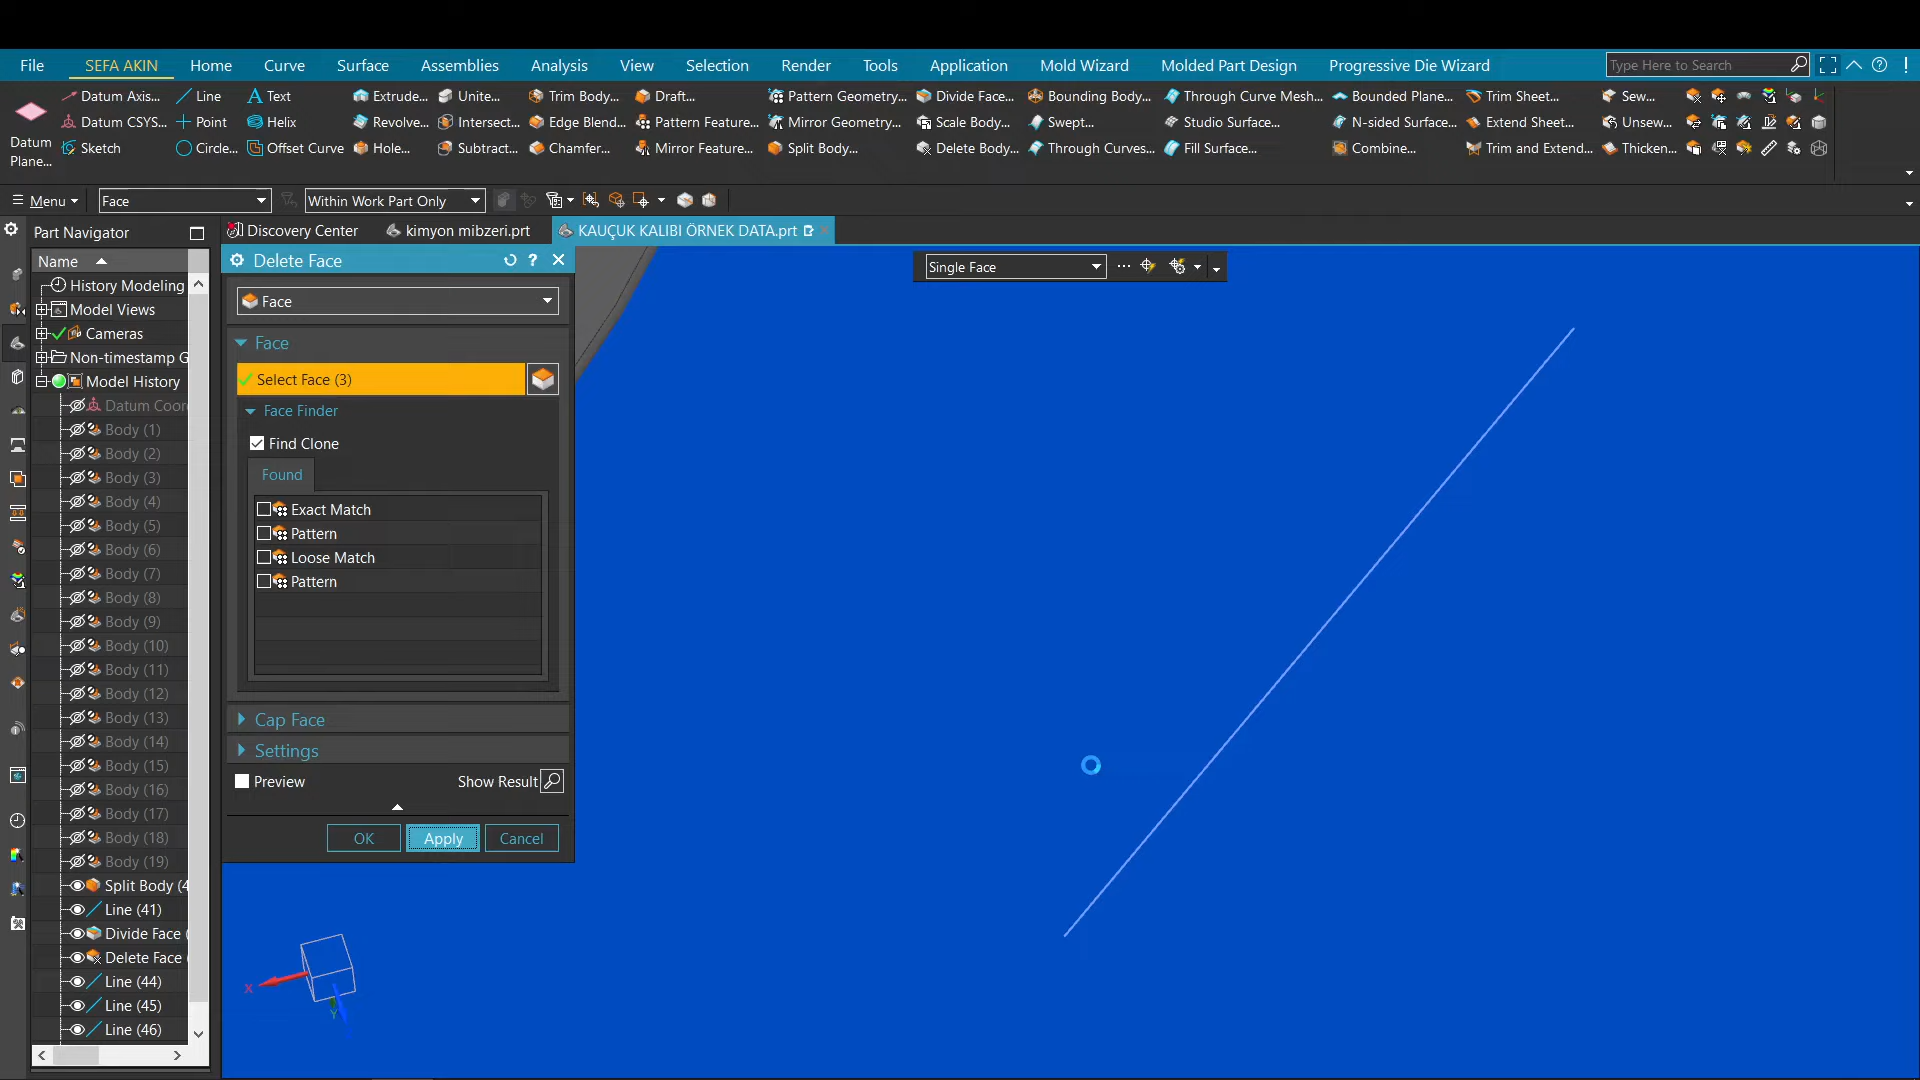 File SEFA AKIN Home Curve Surface Assemblies Analysis View Selection Render Tools Application Mold Wizard Molded Part Design Progressive Die Wizard Type Here to Search
Datum Axis... Line Text Extrude... Unite... Trim Body... Draft... Pattern Geometry... Divide Face... Bounding Body... Through Curve Mesh... Bounded Plane... Trim Sheet... Sew...
Datum CSYS... Point Helix Revolve... Intersect... Edge Blend... Pattern Feature... Mirror Geometry... Scale Body... Swept... Studio Surface... N-sided Surface... Extend Sheet... Unsew...
Datum Plane... Sketch Circle... Offset Curve Hole... Subtract... Chamfer... Mirror Feature... Split Body... Delete Body... Through Curves... Fill Surface... Combine... Trim and Extend... Thicken...
Menu Face Within Work Part Only
Part Navigator Discovery Center kimyon mibzeri.prt KAUÇUK KALIBI ÖRNEK DATA.prt
Name
History Modeling
Model Views
Cameras
Non-timestamp G
Model History
Datum Coor
Body (1)
Body (2)
Body (3)
Body (4)
Body (5)
Body (6)
Body (7)
Body (8)
Body (9)
Body (10)
Body (11)
Body (12)
Body (13)
Body (14)
Body (15)
Body (16)
Body (17)
Body (18)
Body (19)
Split Body (4
Line (41)
Divide Face (
Delete Face (
Line (44)
Line (45)
Line (46)
Delete Face
Face
Face
Select Face (3)
Face Finder
Find Clone
Found
Exact Match
Pattern
Loose Match
Pattern
Cap Face
Settings
Preview Show Result
OK Apply Cancel
Single Face
X
Y